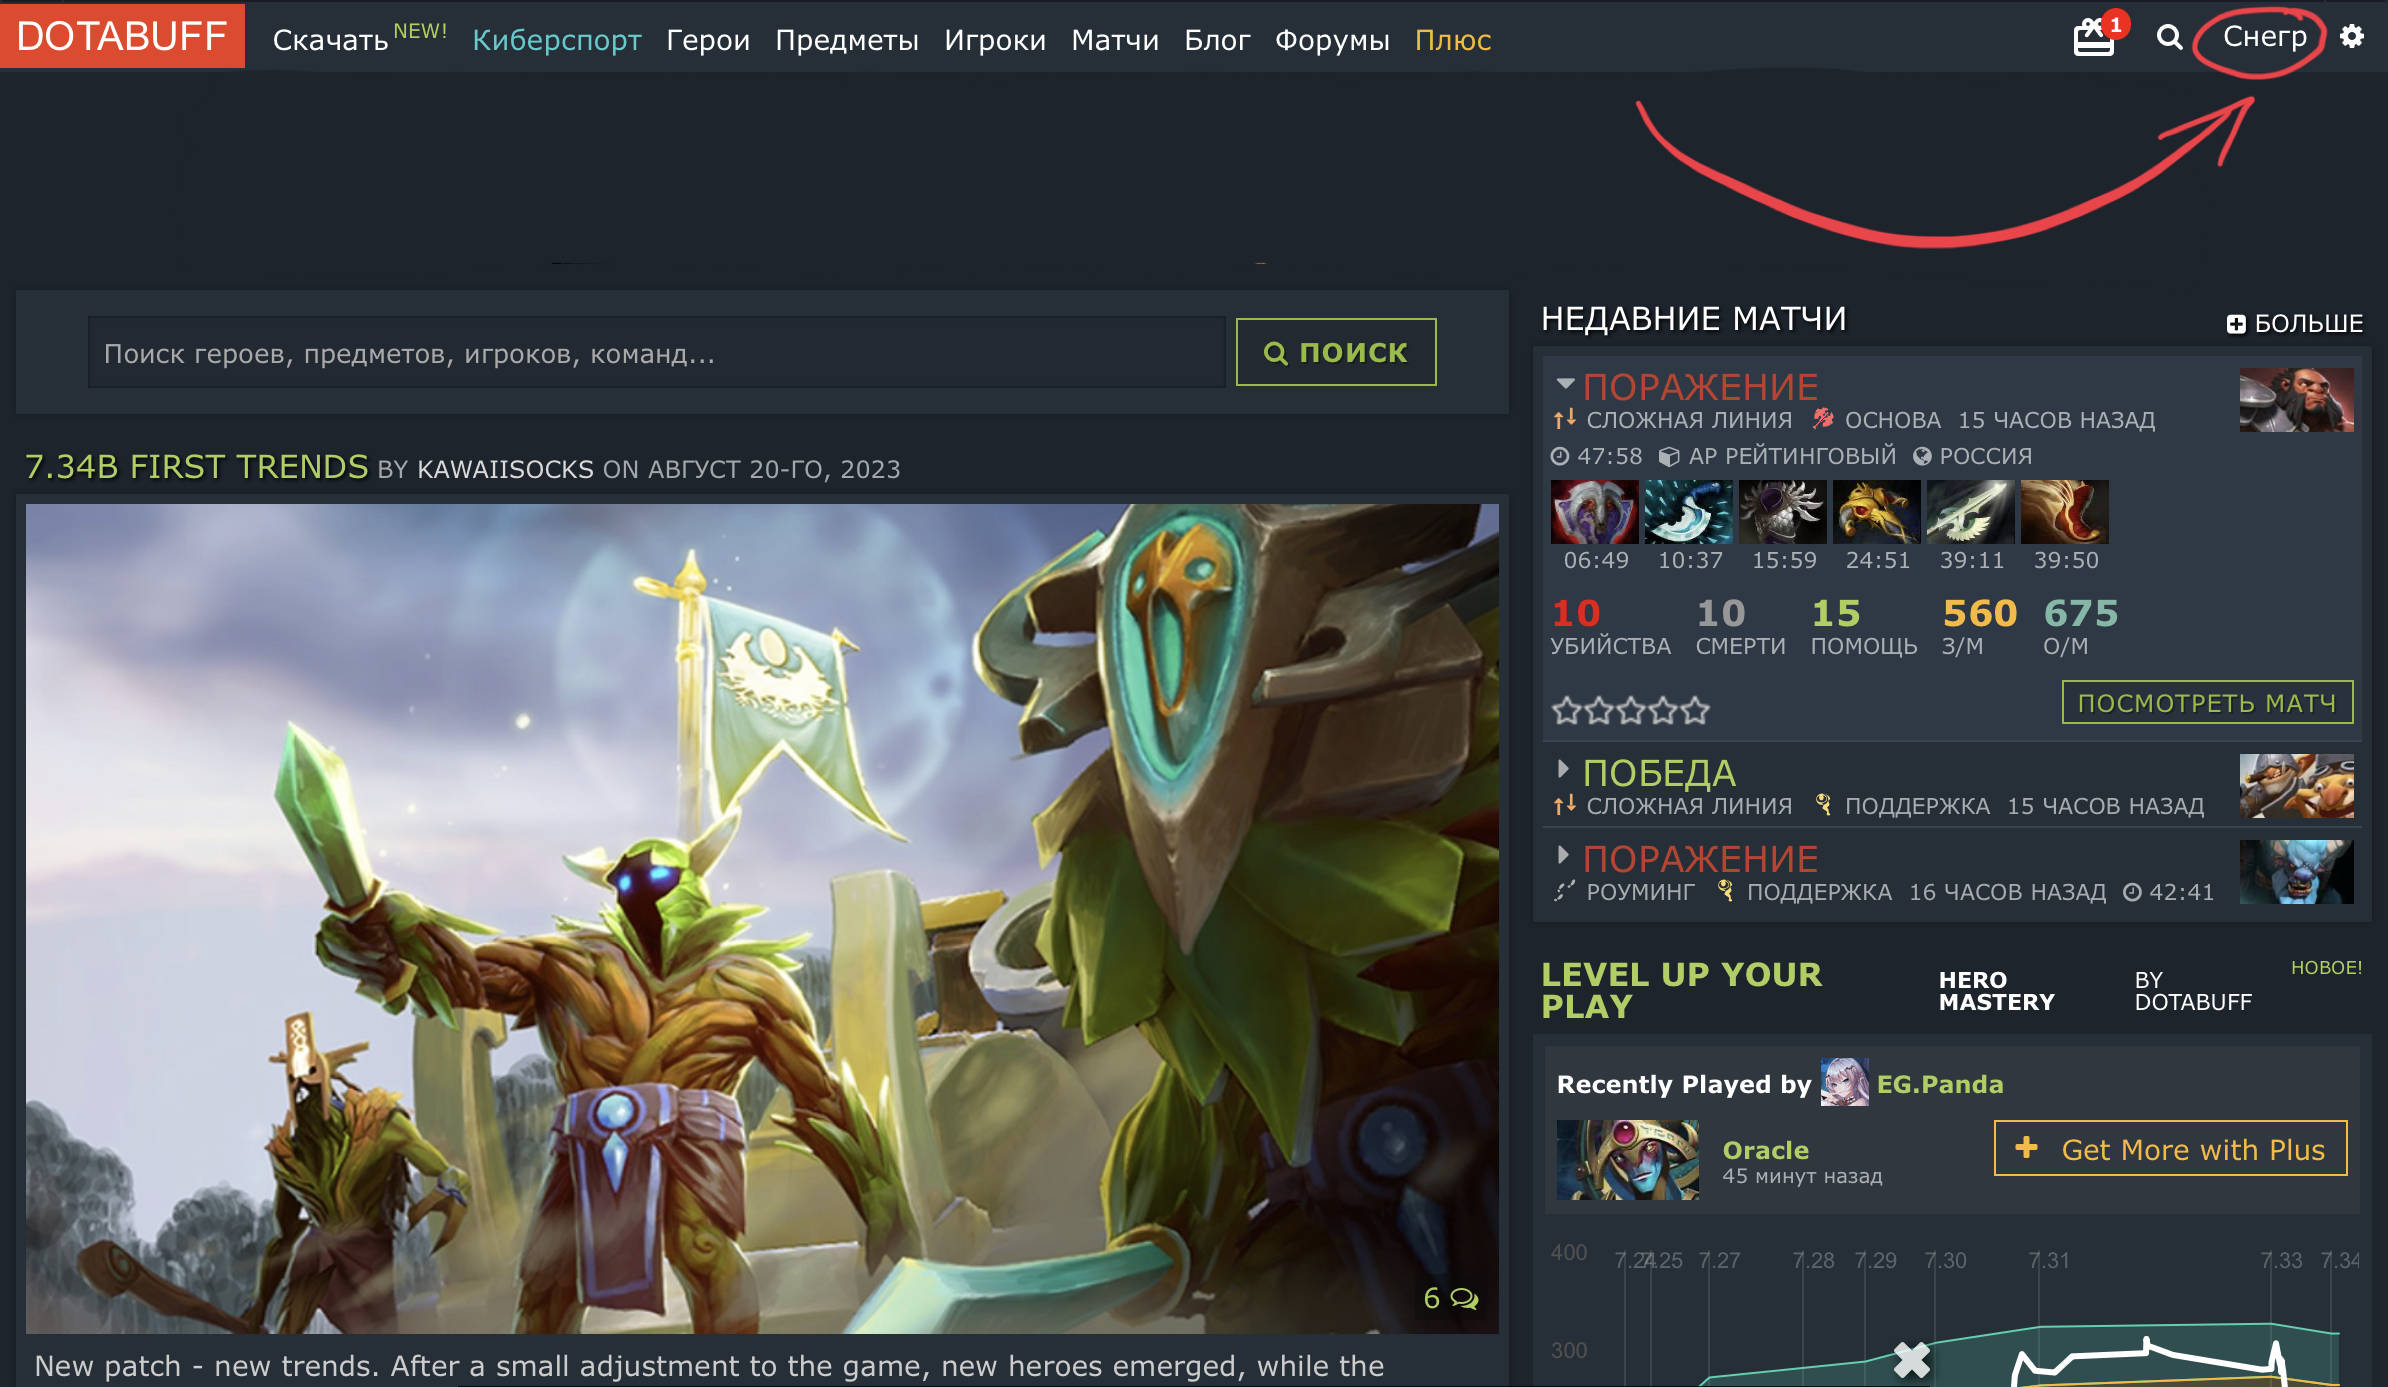 DOTABUFF Скачать NEW! Киберспорт Герои Предметы Игроки Матчи Блог Форумы Плюс 1 Снегр
Поиск героев, предметов, игроков, команд...
ПОИСК
7.34B FIRST TRENDS BY KAWAIISOCKS ON АВГУСТ 20-ГО, 2023
6
New patch - new trends. After a small adjustment to the game, new heroes emerged, while the
НЕДАВНИЕ МАТЧИ БОЛЬШЕ
ПОРАЖЕНИЕ
СЛОЖНАЯ ЛИНИЯ ОСНОВА 15 ЧАСОВ НАЗАД
47:58 AP РЕЙТИНГОВЫЙ РОССИЯ
06:49 10:37 15:59 24:51 39:11 39:50
10 10 15 560 675
УБИЙСТВА СМЕРТИ ПОМОЩЬ З/М О/М
ПОСМОТРЕТЬ МАТЧ
ПОБЕДА
СЛОЖНАЯ ЛИНИЯ ПОДДЕРЖКА 15 ЧАСОВ НАЗАД
ПОРАЖЕНИЕ
РОУМИНГ ПОДДЕРЖКА 16 ЧАСОВ НАЗАД 42:41
LEVEL UP YOUR
PLAY
HERO
MASTERY
BY
DOTABUFF
НОВОЕ!
Recently Played by EG.Panda
Oracle
45 минут назад
Get More with Plus
400 7.24 7.25 7.27 7.28 7.29 7.30 7.31 7.33 7.34
300